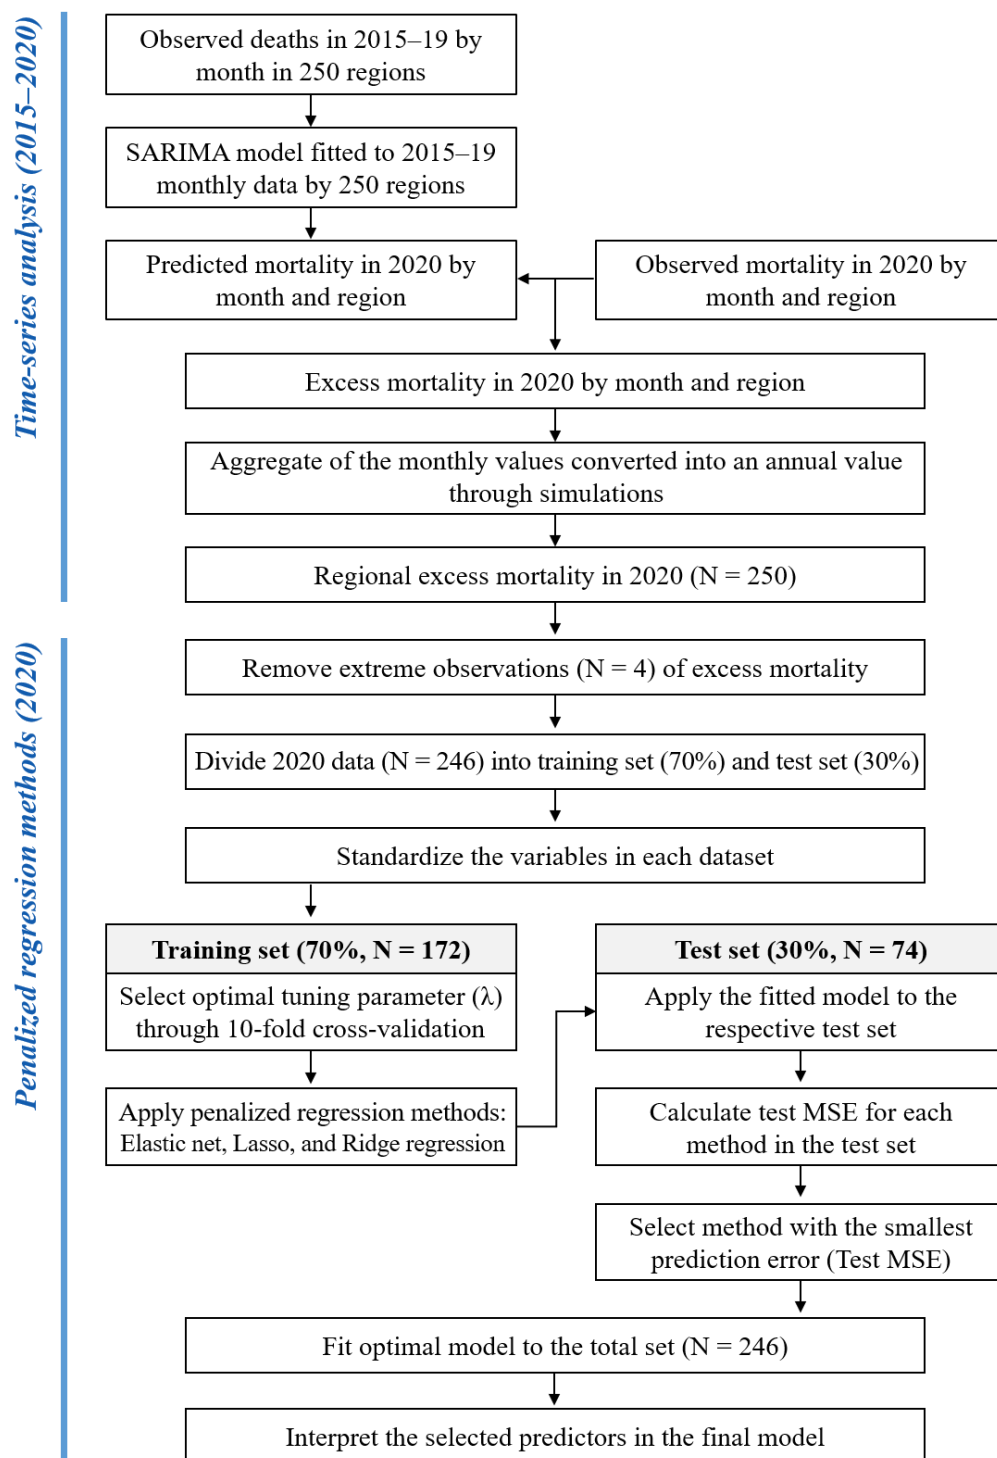 Time-series analysis (2015–2020)
Observed deaths in 2015–19 by
month in 250 regions
SARIMA model fitted to 2015–19
monthly data by 250 regions
Predicted mortality in 2020 by
month and region
Observed mortality in 2020 by
month and region
Excess mortality in 2020 by month and region
Aggregate of the monthly values converted into an annual value
through simulations
Regional excess mortality in 2020 (N = 250)
Penalized regression methods (2020)
Remove extreme observations (N = 4) of excess mortality
Divide 2020 data (N = 246) into training set (70%) and test set (30%)
Standardize the variables in each dataset
Training set (70%, N = 172)
Select optimal tuning parameter (λ)
through 10-fold cross-validation
Apply penalized regression methods:
Elastic net, Lasso, and Ridge regression
Test set (30%, N = 74)
Apply the fitted model to the
respective test set
Calculate test MSE for each
method in the test set
Select method with the smallest
prediction error (Test MSE)
Fit optimal model to the total set (N = 246)
Interpret the selected predictors in the final model